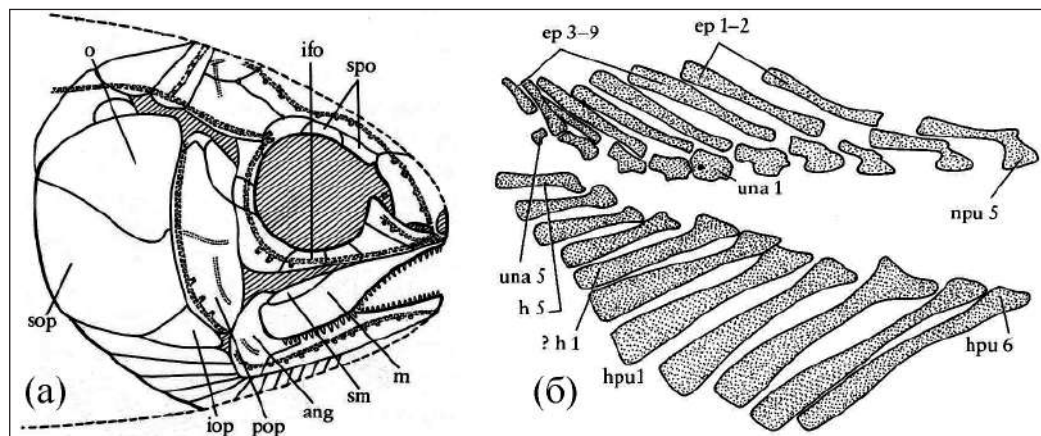 o
ifo
spo
sop
(a)
iop
pop
ang
sm
m
ep 3–9
ep 1–2
una 1
npu 5
una 5
h 5
? h 1
hpu1
hpu 6
(б)